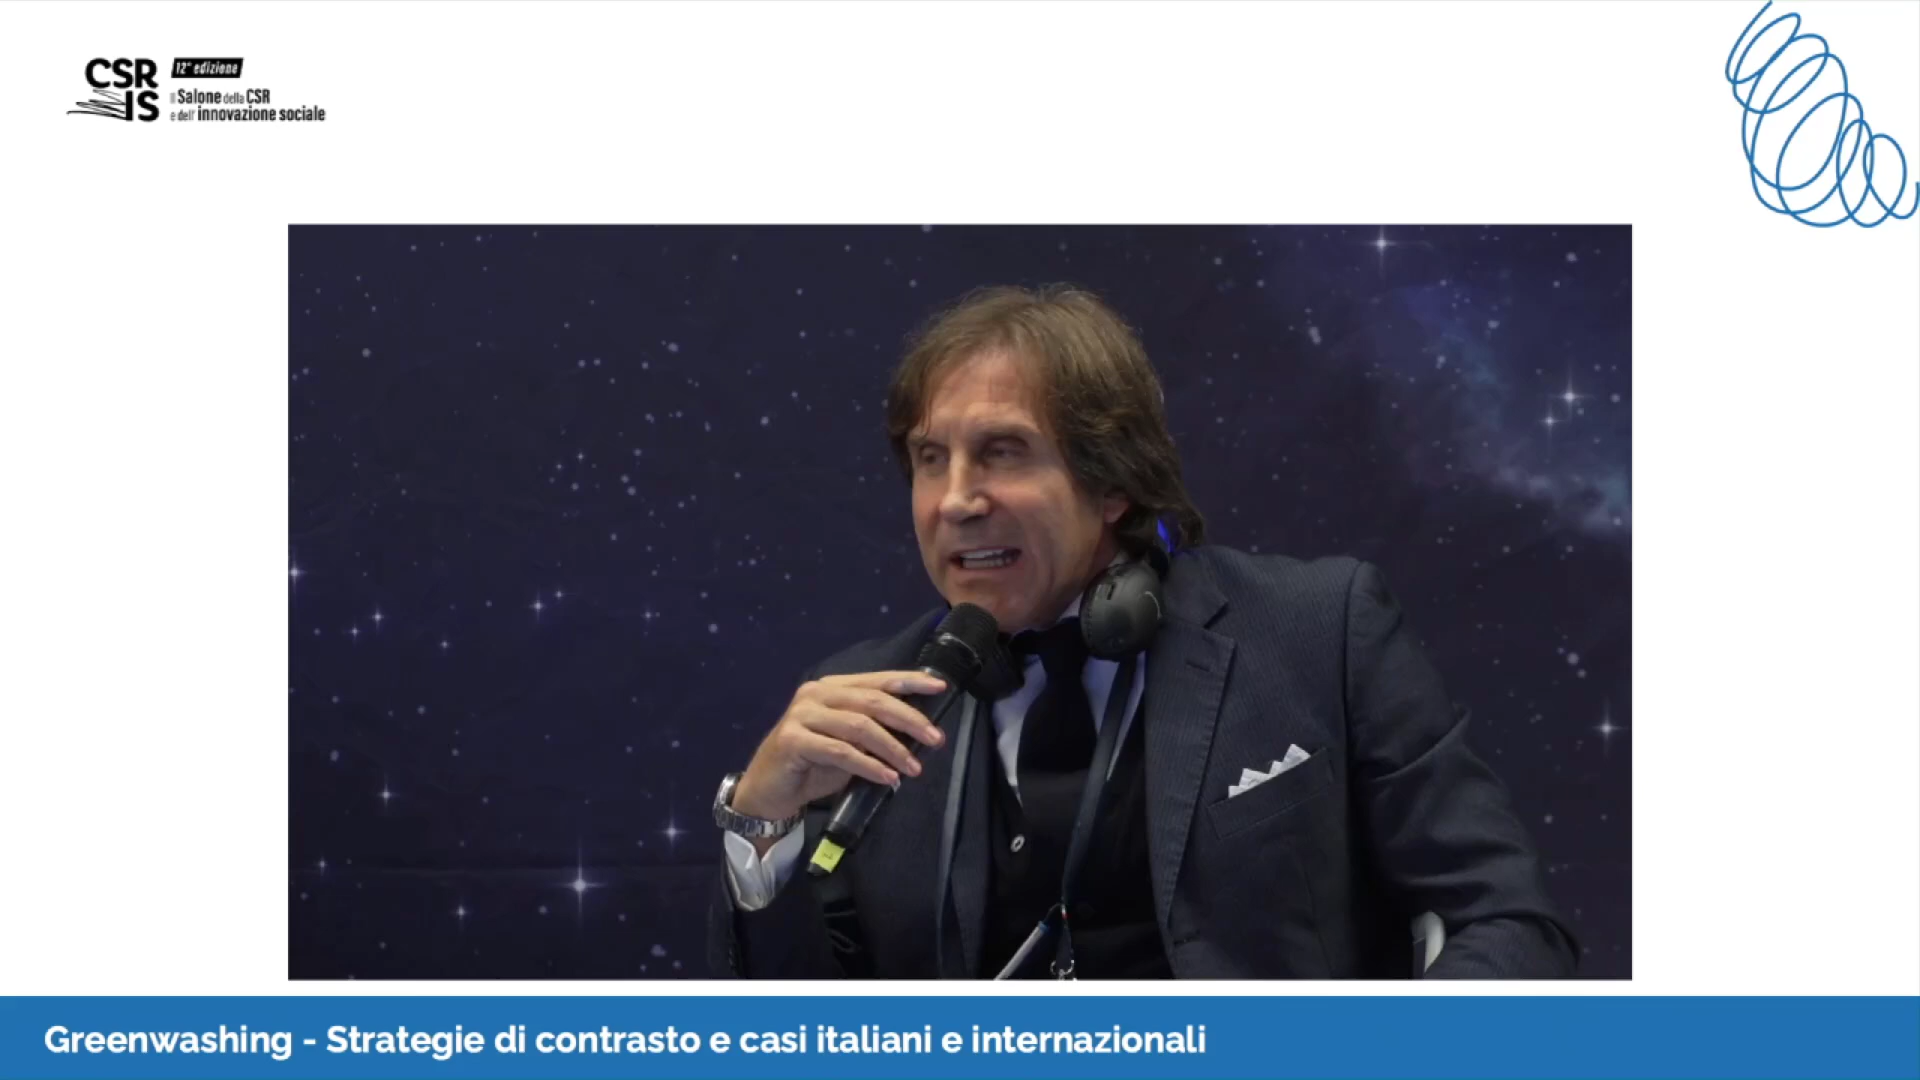 CSR
IS
12ª edizione
Il Salone della CSR
e dell'innovazione sociale
Greenwashing - Strategie di contrasto e casi italiani e internazionali